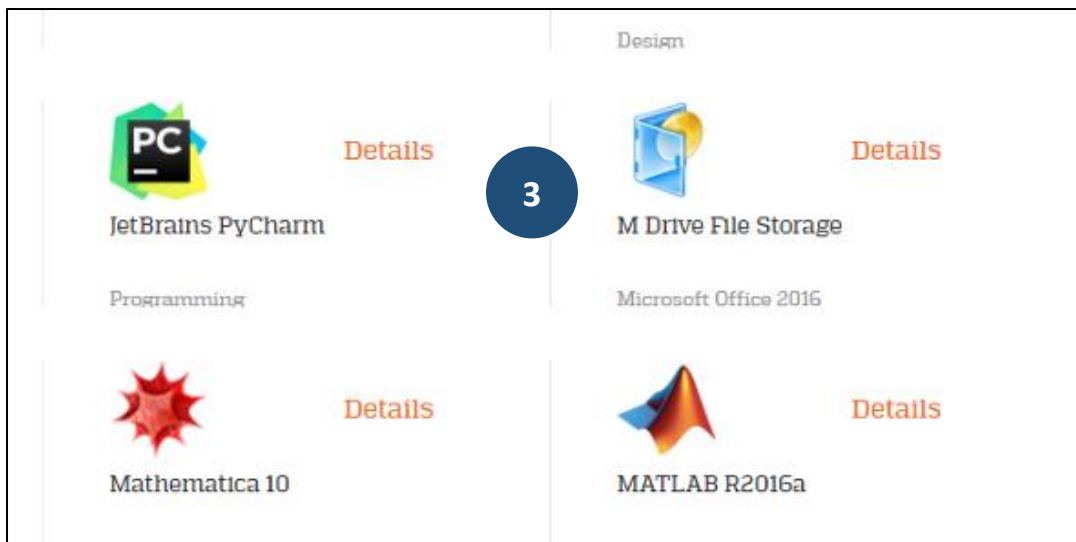 Design
PC
Details
Details
3
JetBrains PyCharm
M Drive File Storage
Programming
Microsoft Office 2016
Details
Details
Mathematica 10
MATLAB R2016a